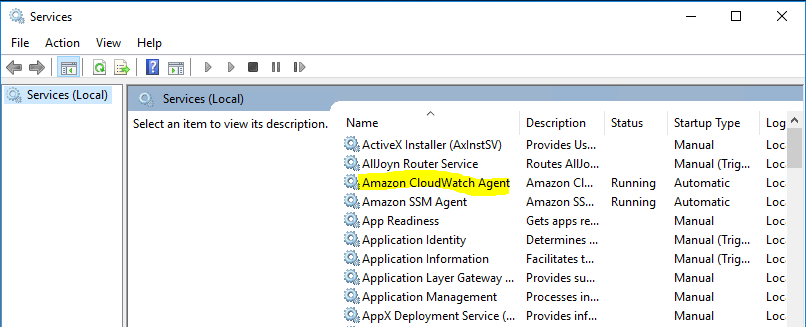 Services
File Action View Help
Services (Local) Services (Local)
Select an item to view its description.
Name Description Status Startup Type Log
ActiveX Installer (AxInstSV) Provides Us... Manual Loc
AllJoyn Router Service Routes AllJo... Manual (Trig... Loc
Amazon CloudWatch Agent Amazon Cl... Running Automatic Loc
Amazon SSM Agent Amazon SS... Running Automatic Loc
App Readiness Gets apps re... Manual Loc
Application Identity Determines ... Manual (Trig... Loc
Application Information Facilitates t... Manual (Trig... Loc
Application Layer Gateway ... Provides su... Manual Loc
Application Management Processes in... Manual Loc
AppX Deployment Service (... Provides inf... Manual Loc